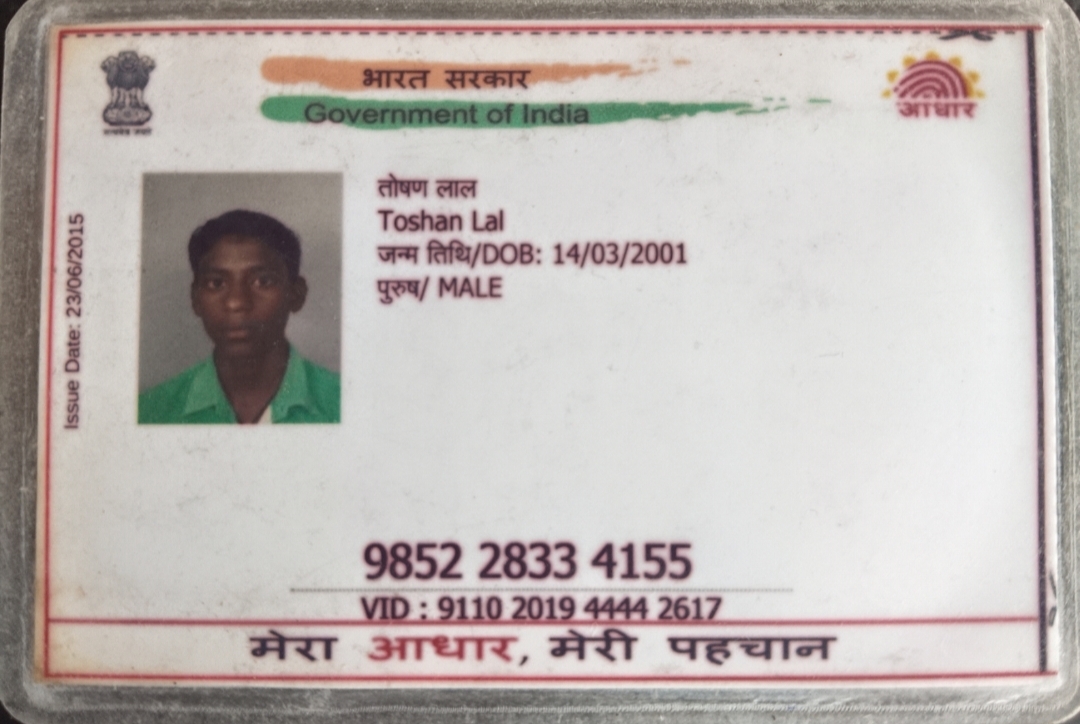 भारत सरकार
Government of India
आधार
Issue Date: 23/06/2015
तोषण लाल
Toshan Lal
जन्म तिथि/DOB: 14/03/2001
पुरुष/ MALE
9852 2833 4155
VID : 9110 2019 4444 2617
मेरा आधार, मेरी पहचान